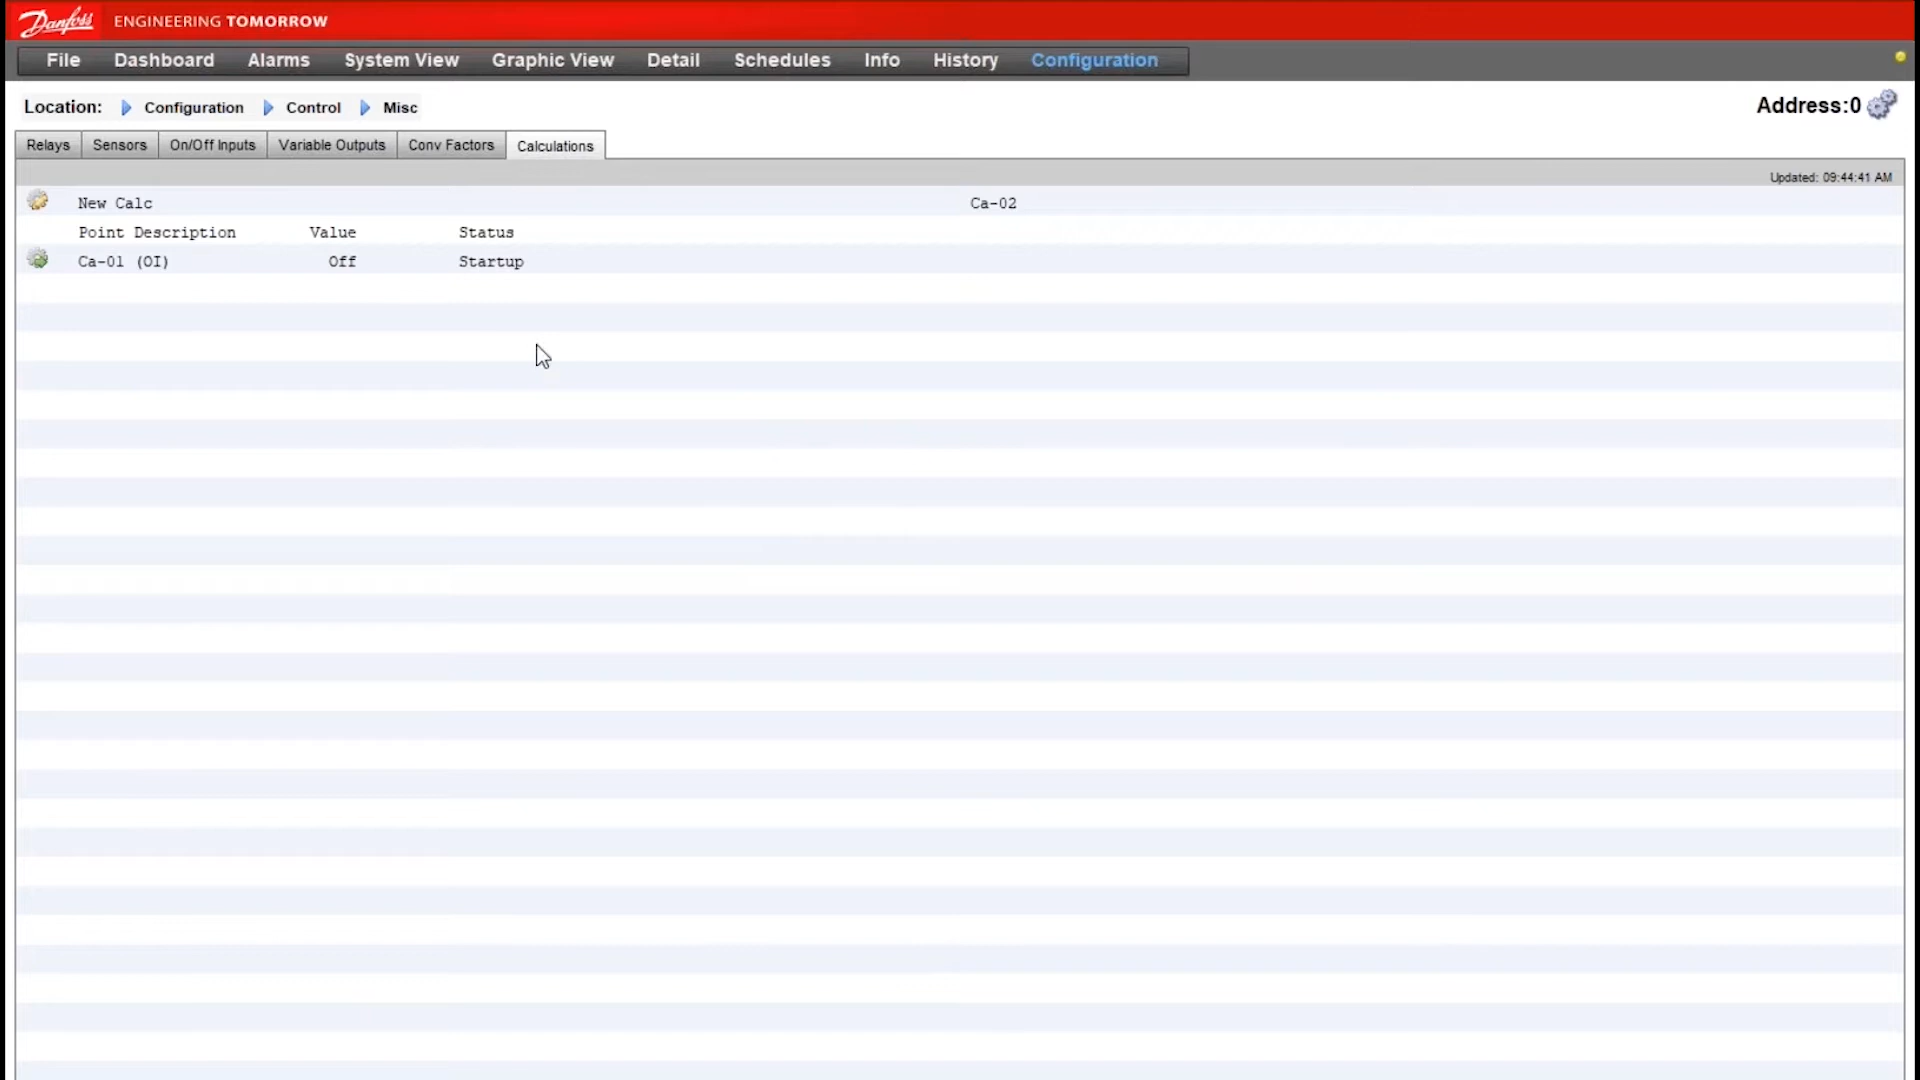 Danfoss ENGINEERING TOMORROW
File Dashboard Alarms System View Graphic View Detail Schedules Info History Configuration
Location: Configuration Control Misc Address:0
Relays Sensors On/Off Inputs Variable Outputs Conv Factors Calculations
Updated: 09:44:41 AM
New Calc Ca-02
Point Description Value Status
Ca-01 (OI) Off Startup